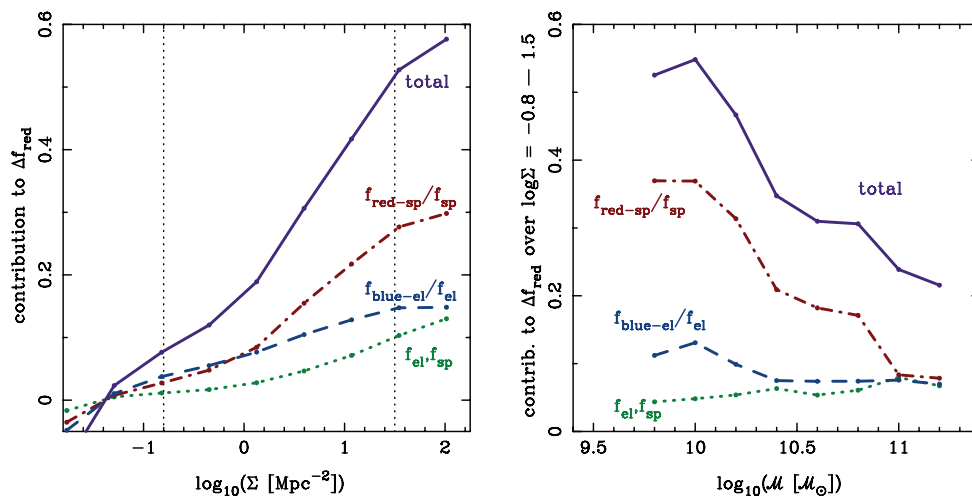 contribution to Δf_red
0.6
0.4
0.2
0
total
f_red−sp/f_sp
f_blue−el/f_el
f_el,f_sp
−1
0
1
2
log₁₀(Σ [Mpc⁻²])
contrib. to Δf_red over logΣ = −0.8 – 1.5
0.6
0.4
0.2
0
total
f_red−sp/f_sp
f_blue−el/f_el
f_el,f_sp
9.5
10
10.5
11
log₁₀(ℳ [ℳ_⊙])